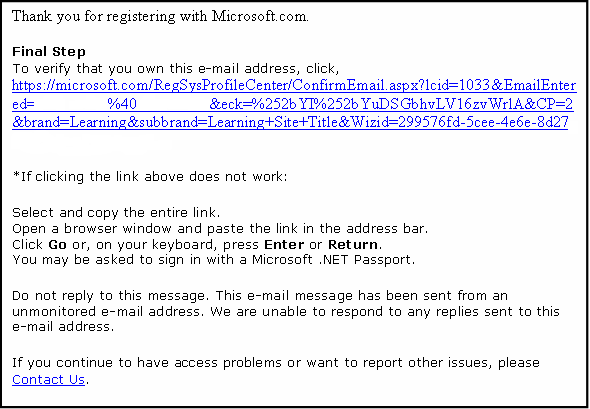 Thank you for registering with Microsoft.com.
Final Step
To verify that you own this e-mail address, click,
https://microsoft.com/RegSysProfileCenter/ConfirmEmail.aspx?lcid=1033&EmailEnter
ed= %40 &eck=%252bYI%252bYuDSGbhvLV16zvWrlA&CP=2
&brand=Learning&subbrand=Learning+Site+Title&Wizid=299576fd-5cee-4e6e-8d27
*If clicking the link above does not work:
Select and copy the entire link.
Open a browser window and paste the link in the address bar.
Click Go or, on your keyboard, press Enter or Return.
You may be asked to sign in with a Microsoft .NET Passport.
Do not reply to this message. This e-mail message has been sent from an
unmonitored e-mail address. We are unable to respond to any replies sent to this
e-mail address.
If you continue to have access problems or want to report other issues, please
Contact Us.